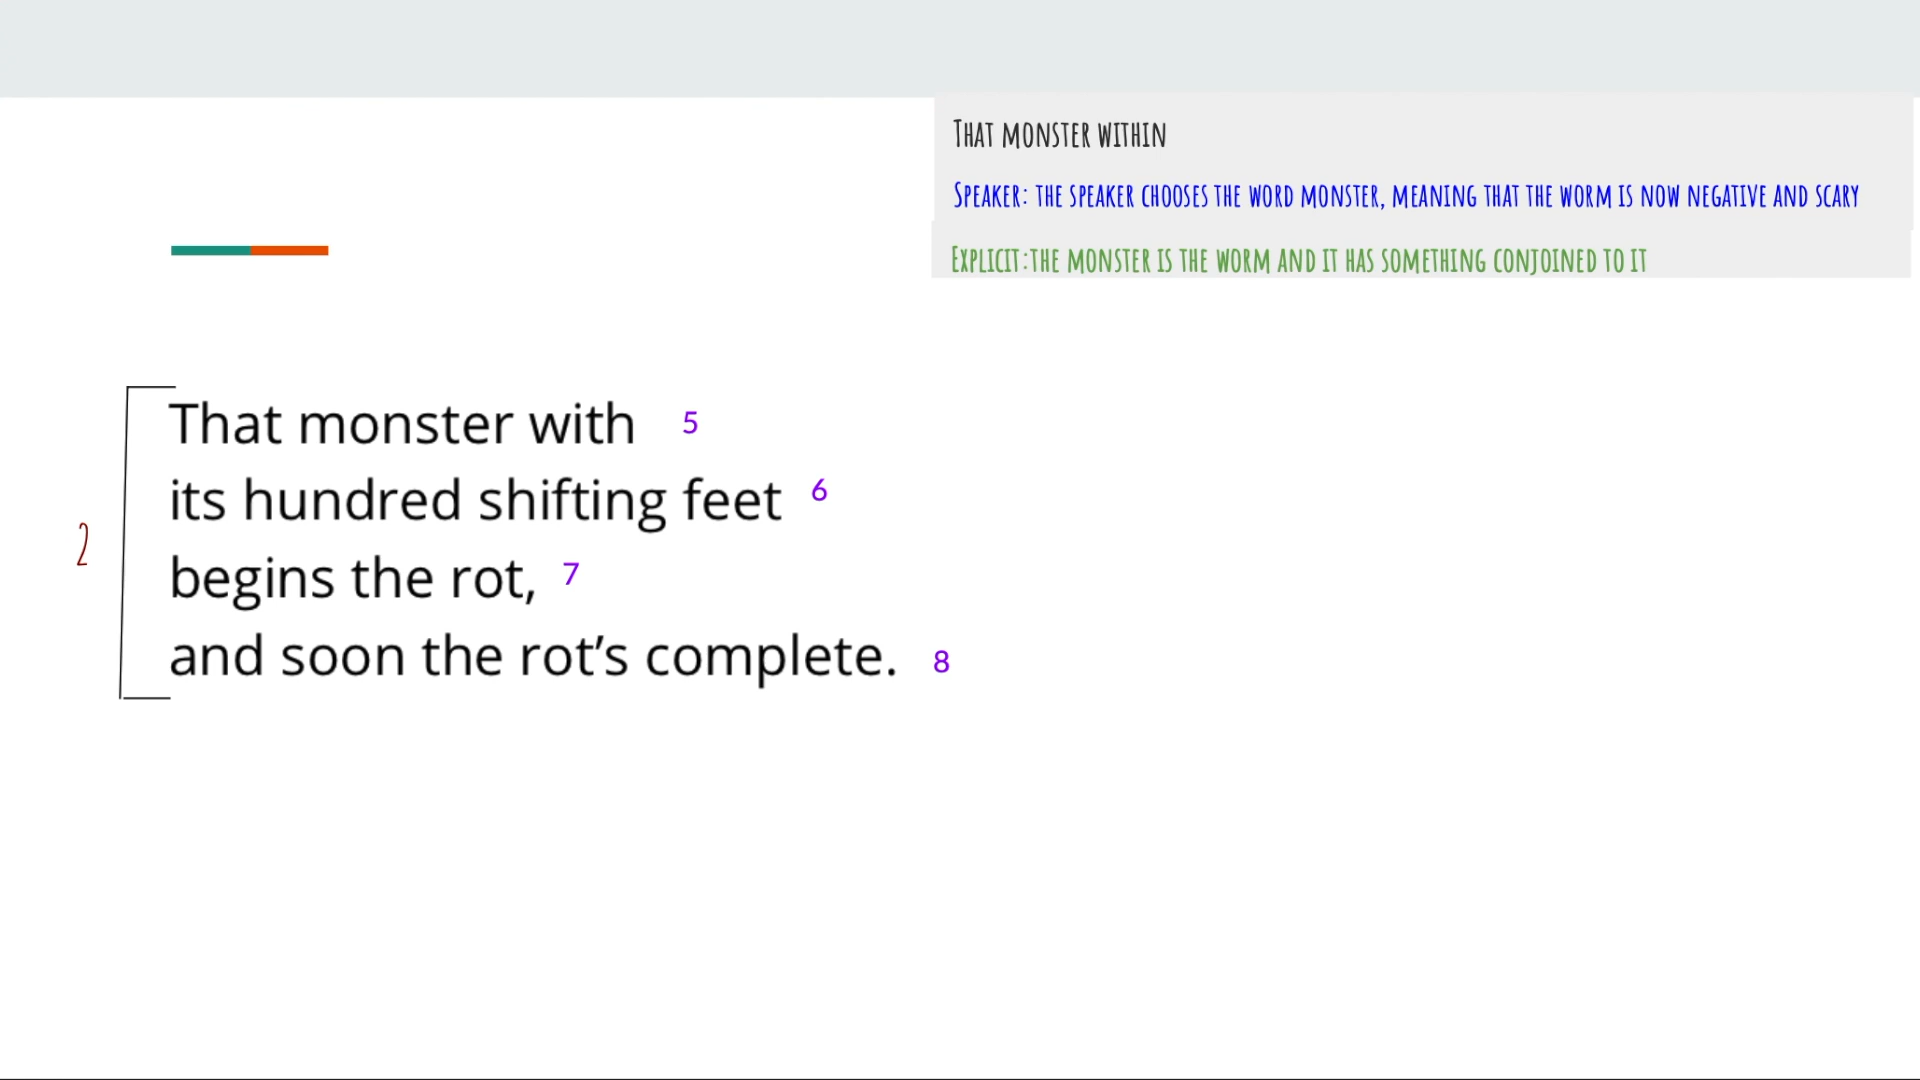 That monster within
Speaker: the speaker chooses the word monster, meaning that the worm is now negative and scary
Explicit:the monster is the worm and it has something conjoined to it
That monster with 5
its hundred shifting feet 6
2
begins the rot, 7
and soon the rot’s complete. 8